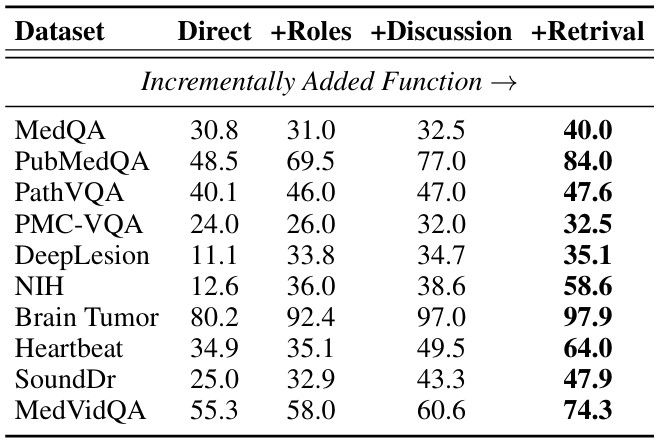 Dataset Direct +Roles +Discussion +Retrival
Incrementally Added Function →
MedQA 30.8 31.0 32.5 40.0
PubMedQA 48.5 69.5 77.0 84.0
PathVQA 40.1 46.0 47.0 47.6
PMC-VQA 24.0 26.0 32.0 32.5
DeepLesion 11.1 33.8 34.7 35.1
NIH 12.6 36.0 38.6 58.6
Brain Tumor 80.2 92.4 97.0 97.9
Heartbeat 34.9 35.1 49.5 64.0
SoundDr 25.0 32.9 43.3 47.9
MedVidQA 55.3 58.0 60.6 74.3